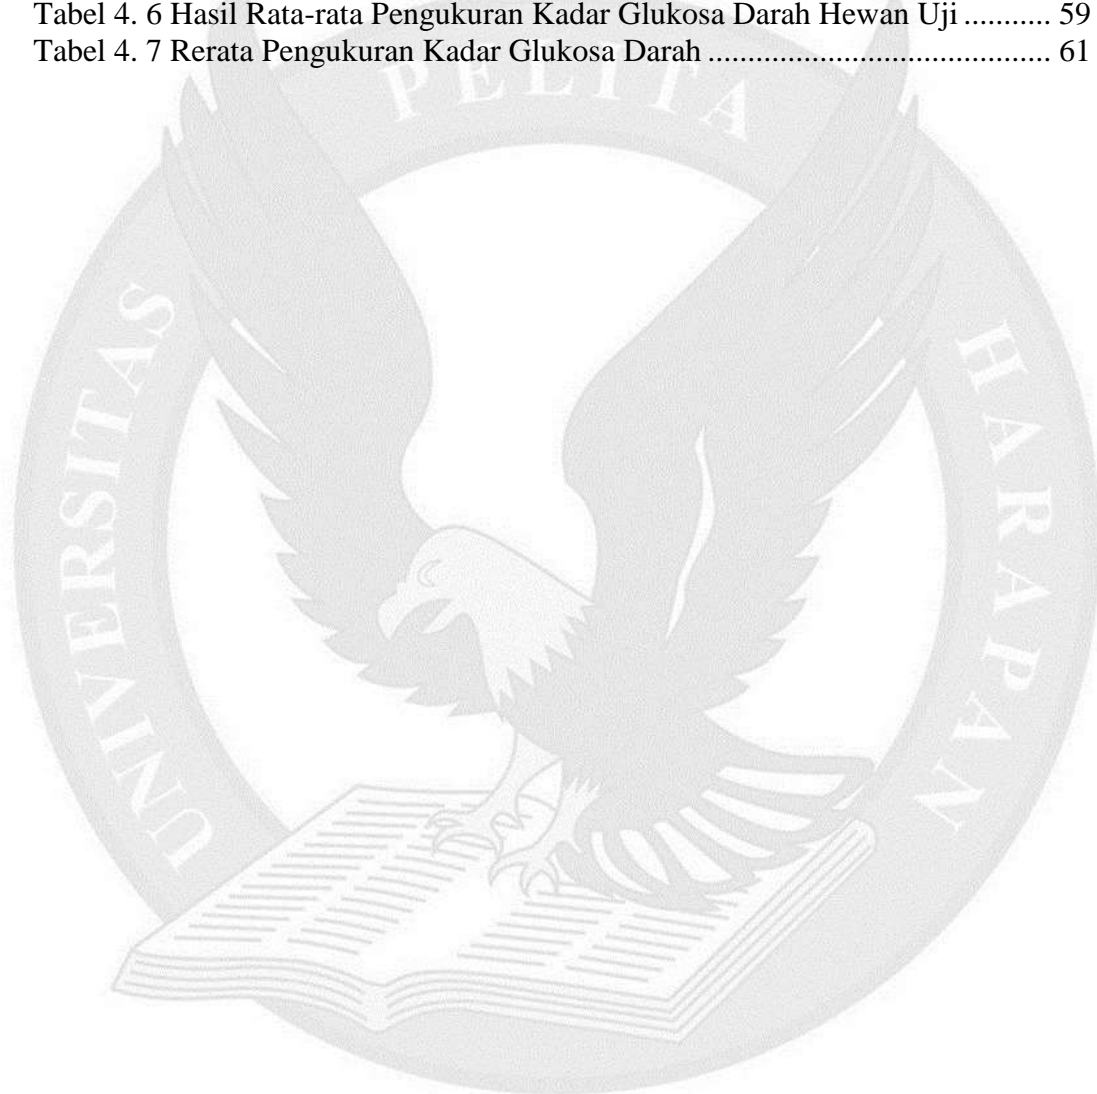 Tabel 4. 6 Hasil Rata-rata Pengukuran Kadar Glukosa Darah Hewan Uji ........... 59
Tabel 4. 7 Rerata Pengukuran Kadar Glukosa Darah ........................................... 61
UNIVERSITAS PELITA HARAPAN